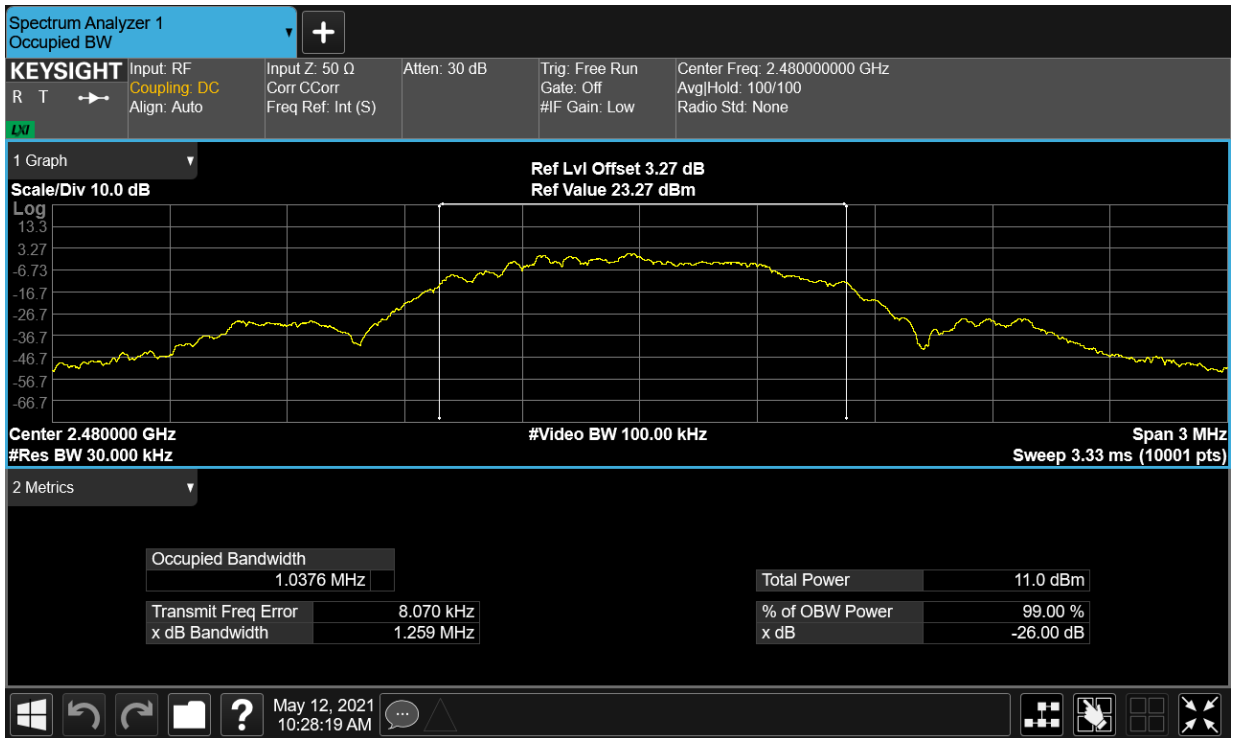 Spectrum Analyzer 1
Occupied BW
▼
+
KEYSIGHT
R T
LXI
Input: RF
Coupling: DC
Align: Auto
Input Z: 50 Ω
Corr CCorr
Freq Ref: Int (S)
Atten: 30 dB
Trig: Free Run
Gate: Off
#IF Gain: Low
Center Freq: 2.480000000 GHz
Avg|Hold: 100/100
Radio Std: None
1 Graph ▼
Scale/Div 10.0 dB
Ref Lvl Offset 3.27 dB
Ref Value 23.27 dBm
Log
13.3
3.27
-6.73
-16.7
-26.7
-36.7
-46.7
-56.7
-66.7
Center 2.480000 GHz
#Video BW 100.00 kHz
Span 3 MHz
#Res BW 30.000 kHz
Sweep 3.33 ms (10001 pts)
2 Metrics ▼
Occupied Bandwidth
1.0376 MHz
Total Power 11.0 dBm
Transmit Freq Error 8.070 kHz
% of OBW Power 99.00 %
x dB Bandwidth 1.259 MHz
x dB -26.00 dB
?
May 12, 2021
10:28:19 AM